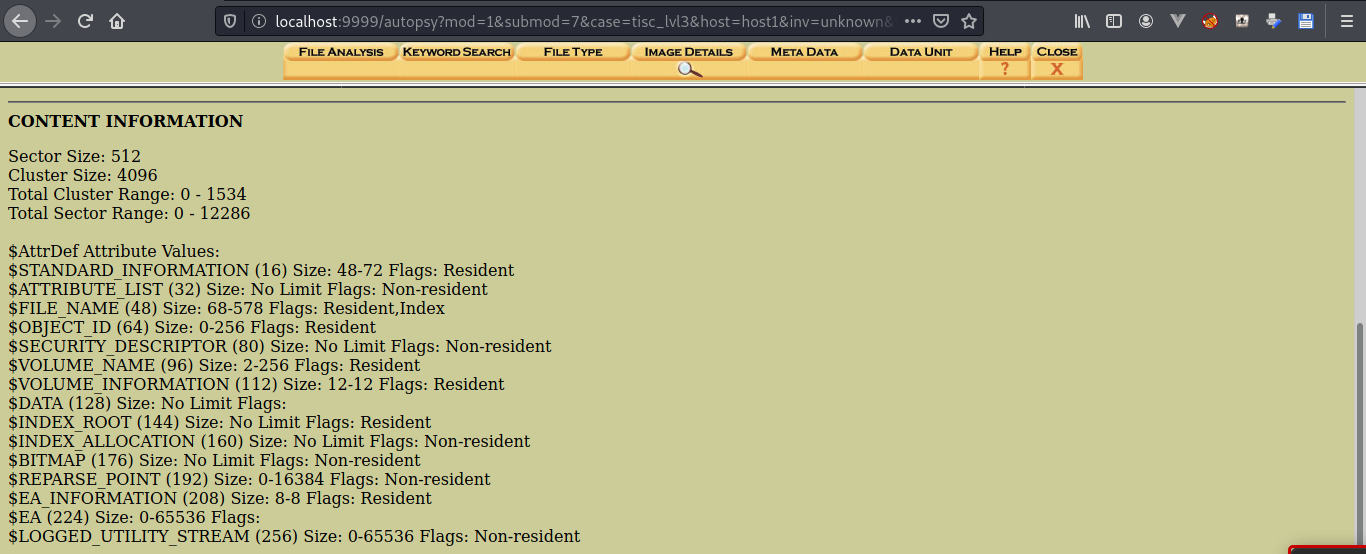 localhost:9999/autopsy?mod=1&submod=7&case=tisc_lvl3&host=host1&inv=unknown&
FILE ANALYSIS KEYWORD SEARCH FILE TYPE IMAGE DETAILS META DATA DATA UNIT HELP CLOSE
? X
CONTENT INFORMATION
Sector Size: 512
Cluster Size: 4096
Total Cluster Range: 0 - 1534
Total Sector Range: 0 - 12286
$AttrDef Attribute Values:
$STANDARD_INFORMATION (16) Size: 48-72 Flags: Resident
$ATTRIBUTE_LIST (32) Size: No Limit Flags: Non-resident
$FILE_NAME (48) Size: 68-578 Flags: Resident,Index
$OBJECT_ID (64) Size: 0-256 Flags: Resident
$SECURITY_DESCRIPTOR (80) Size: No Limit Flags: Non-resident
$VOLUME_NAME (96) Size: 2-256 Flags: Resident
$VOLUME_INFORMATION (112) Size: 12-12 Flags: Resident
$DATA (128) Size: No Limit Flags:
$INDEX_ROOT (144) Size: No Limit Flags: Resident
$INDEX_ALLOCATION (160) Size: No Limit Flags: Non-resident
$BITMAP (176) Size: No Limit Flags: Non-resident
$REPARSE_POINT (192) Size: 0-16384 Flags: Non-resident
$EA_INFORMATION (208) Size: 8-8 Flags: Resident
$EA (224) Size: 0-65536 Flags:
$LOGGED_UTILITY_STREAM (256) Size: 0-65536 Flags: Non-resident